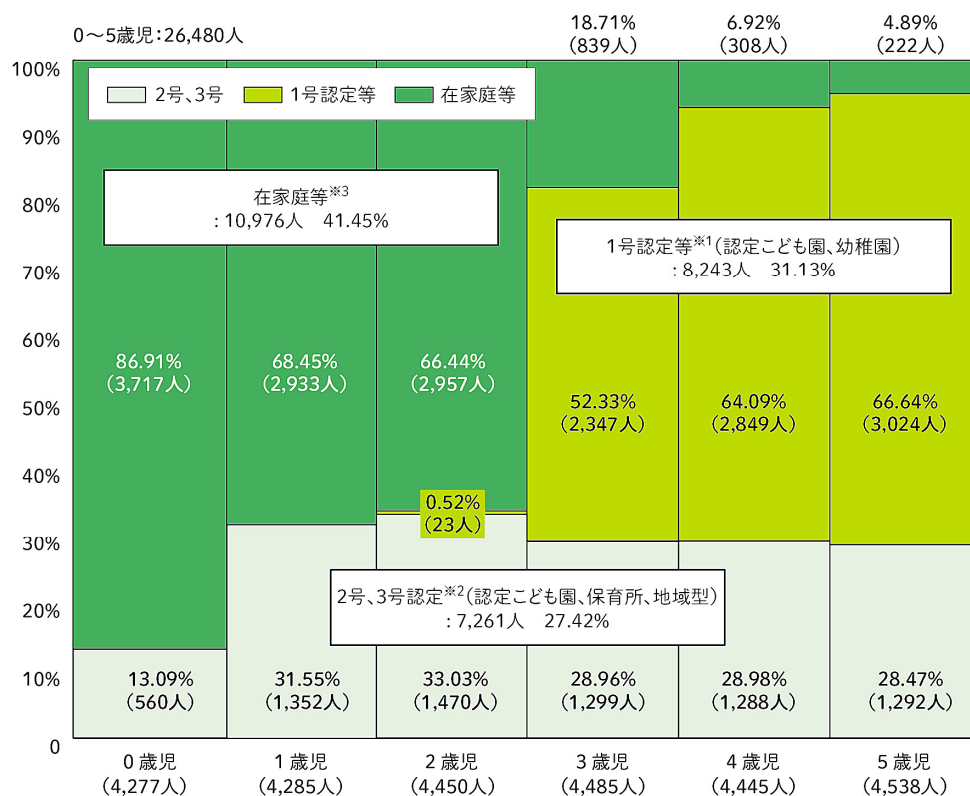 0～5歳児：26,480人
18.71%
(839人)
6.92%
(308人)
4.89%
(222人)
100%
90%
80%
70%
60%
50%
40%
30%
20%
10%
0
2号、3号
1号認定等
在家庭等
在家庭等※3
：10,976人　41.45%
1号認定等※1(認定こども園、幼稚園)
：8,243人　31.13%
86.91%
(3,717人)
68.45%
(2,933人)
66.44%
(2,957人)
52.33%
(2,347人)
64.09%
(2,849人)
66.64%
(3,024人)
0.52%
(23人)
2号、3号認定※2(認定こども園、保育所、地域型)
：7,261人　27.42%
13.09%
(560人)
31.55%
(1,352人)
33.03%
(1,470人)
28.96%
(1,299人)
28.98%
(1,288人)
28.47%
(1,292人)
0歳児
(4,277人)
1歳児
(4,285人)
2歳児
(4,450人)
3歳児
(4,485人)
4歳児
(4,445人)
5歳児
(4,538人)